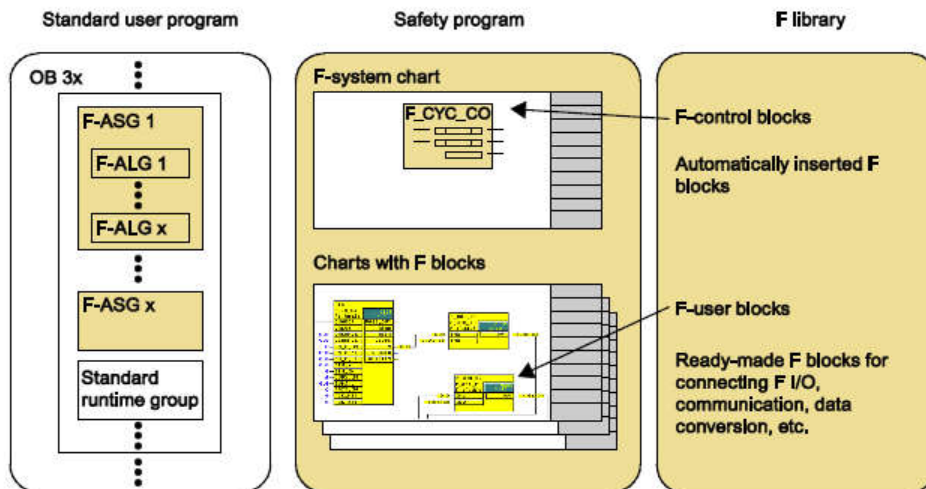 Standard user program
Safety program
F library
OB 3x
F-ASG 1
F-ALG 1
F-ALG x
F-ASG x
Standard
runtime group
F-system chart
F_CYC_CO
Charts with F blocks
F-control blocks
Automatically inserted F
blocks
F-user blocks
Ready-made F blocks for
connecting F I/O,
communication, data
conversion, etc.